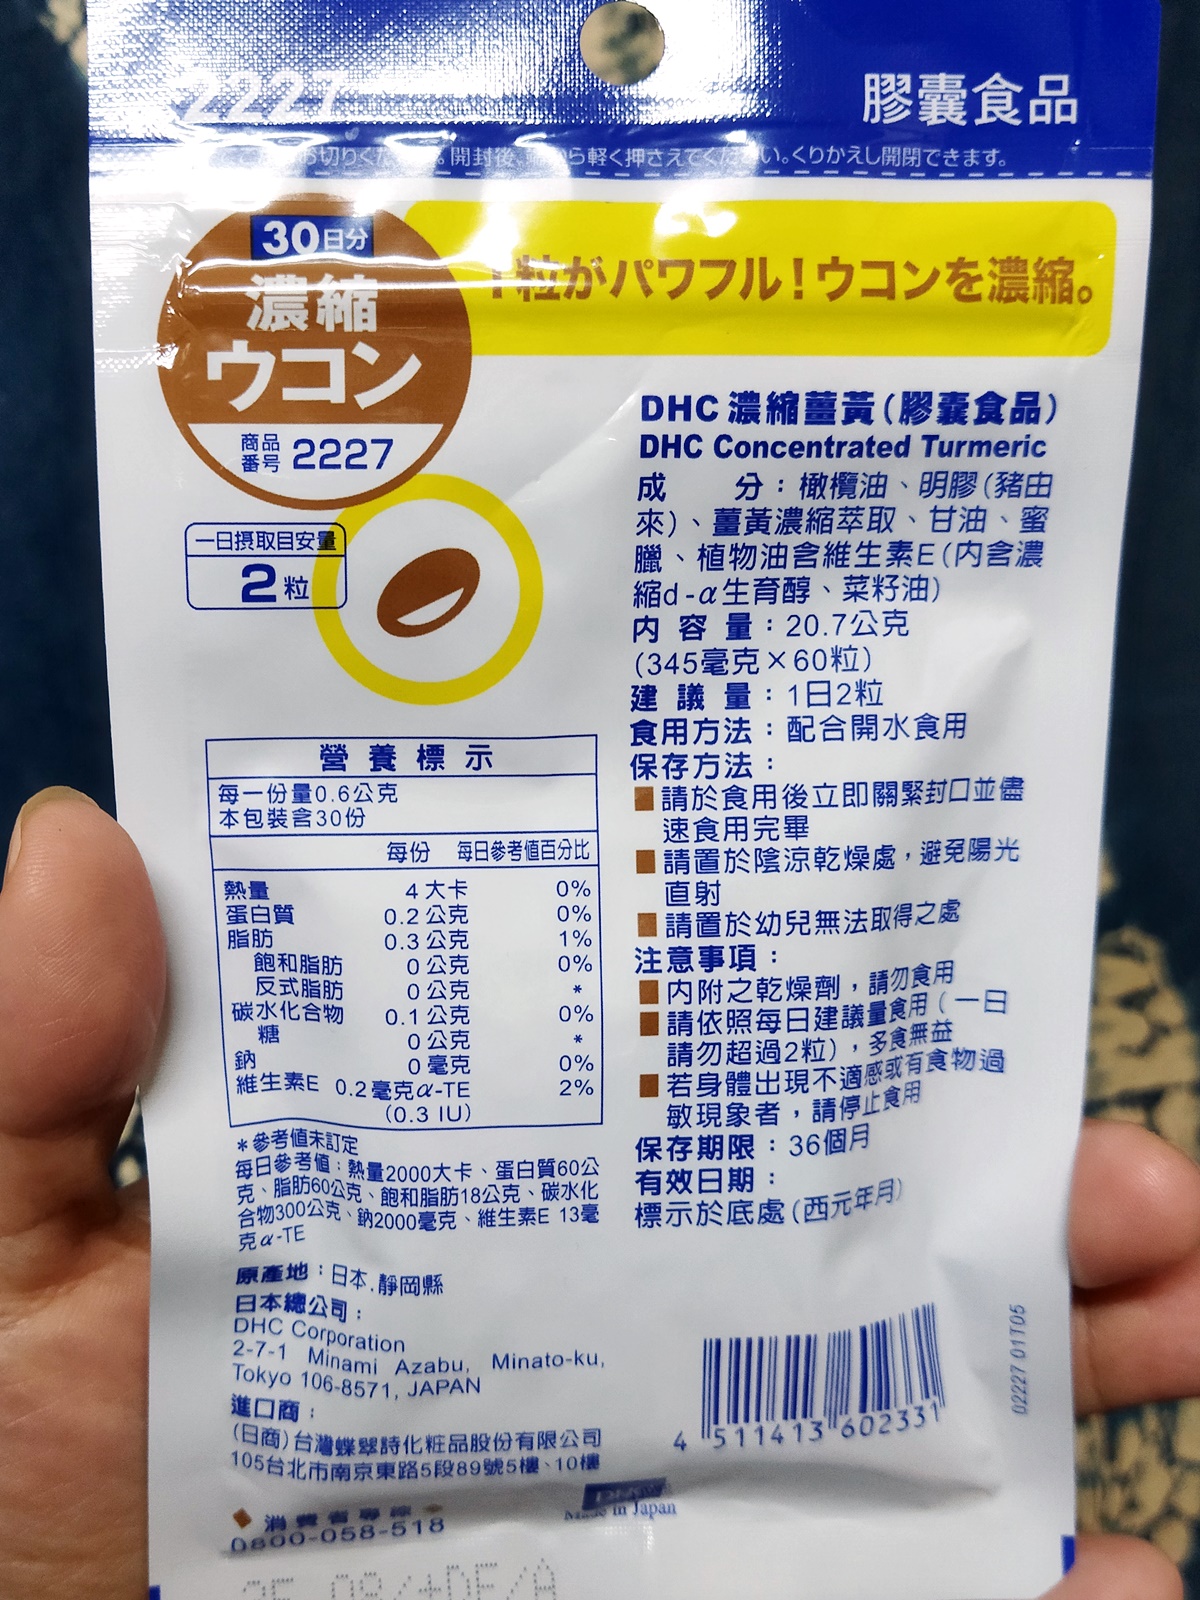 2227
膠囊食品
お切りください。開封後、端から軽く押さえてください。くりかえし開閉できます。
30日分
濃縮
ウコン
商品番号 2227
1粒がパワフル!ウコンを濃縮。
一日摂取目安量
2粒
DHC 濃縮薑黃(膠囊食品)
DHC Concentrated Turmeric
成 分:橄欖油、明膠(豬由
來)、薑黃濃縮萃取、甘油、蜜
臘、植物油含維生素E(內含濃
縮d-α生育醇、菜籽油)
內 容 量:20.7公克
(345毫克×60粒)
建 議 量:1日2粒
食用方法:配合開水食用
保存方法:
■請於食用後立即關緊封口並儘
速食用完畢
■請置於陰涼乾燥處,避免陽光
直射
■請置於幼兒無法取得之處
注意事項:
■內附之乾燥劑,請勿食用
■請依照每日建議量食用(一日
請勿超過2粒),多食無益
■若身體出現不適感或有食物過
敏現象者,請停止食用
保存期限:36個月
有效日期:
標示於底處(西元年月)
營養標示
每一份量0.6公克
本包裝含30份
每份 每日參考值百分比
熱量 4 大卡 0%
蛋白質 0.2 公克 0%
脂肪 0.3 公克 1%
飽和脂肪 0 公克 0%
反式脂肪 0 公克 *
碳水化合物 0.1 公克 0%
糖 0 公克 *
鈉 0 毫克 0%
維生素E 0.2 毫克α-TE 2%
(0.3 IU)
*參考值未訂定
每日參考值:熱量2000大卡、蛋白質60公
克、脂肪60公克、飽和脂肪18公克、碳水化
合物300公克、鈉2000毫克、維生素E 13毫
克α-TE
原產地:日本.靜岡縣
日本總公司:
DHC Corporation
2-7-1 Minami Azabu, Minato-ku,
Tokyo 106-8571, JAPAN
進口商:
(日商)台灣蝶翠詩化粧品股份有限公司
105台北市南京東路5段89號5樓、10樓
◆消費者專線◆
0800-058-518
DHC
Made in Japan
4 511413 602331
02227 01T05